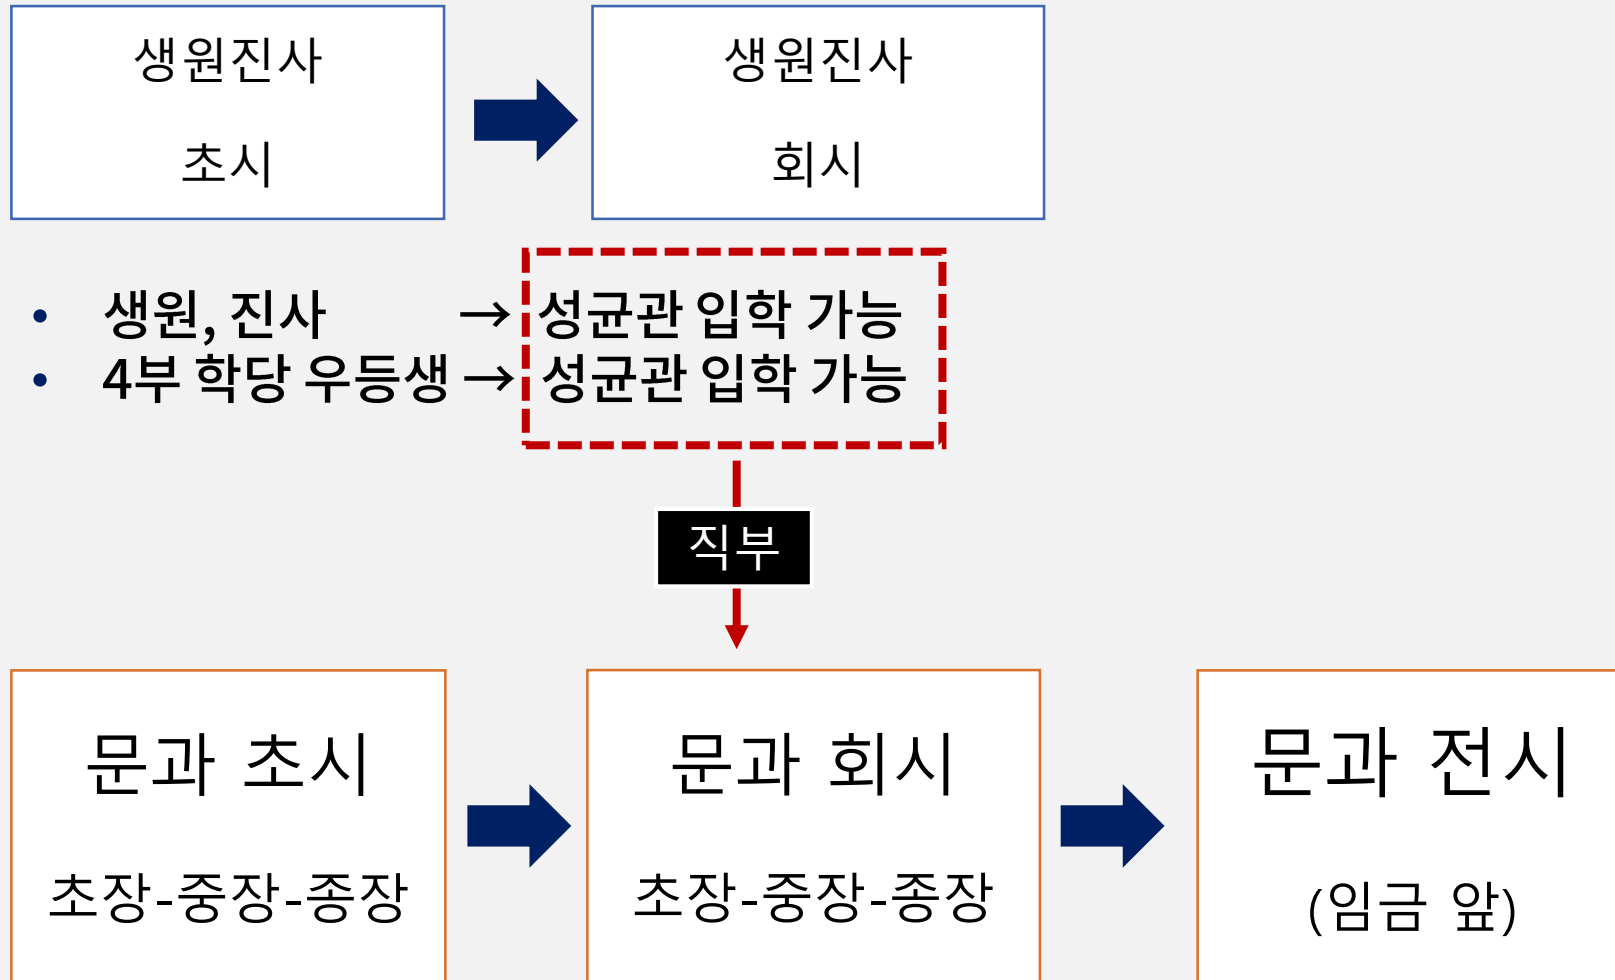 생원진사
초시
생원진사
회시
• 생원, 진사 → 성균관 입학 가능
• 4부 학당 우등생 → 성균관 입학 가능
직부
문과 초시
초장-중장-종장
문과 회시
초장-중장-종장
문과 전시
(임금 앞)